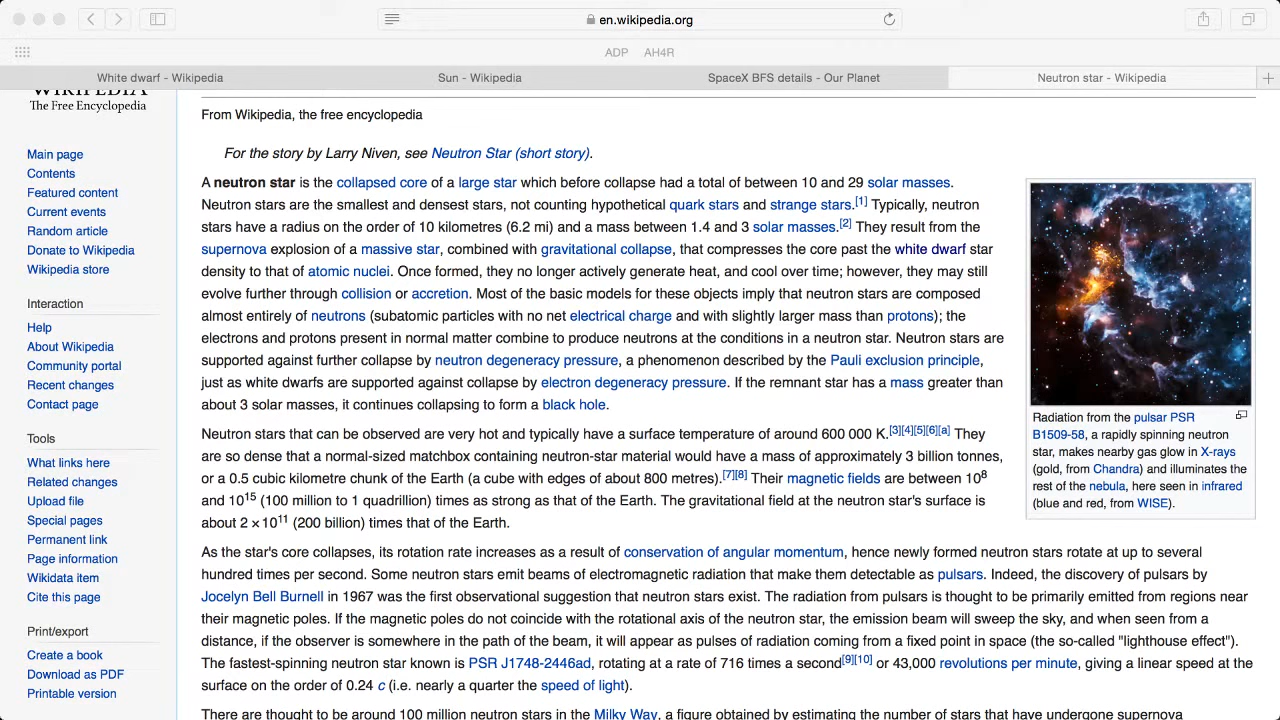 en.wikipedia.org
ADP AH4R
White dwarf - Wikipedia Sun - Wikipedia SpaceX BFS details - Our Planet Neutron star - Wikipedia
WIKIPEDIA
The Free Encyclopedia
Main page
Contents
Featured content
Current events
Random article
Donate to Wikipedia
Wikipedia store
Interaction
Help
About Wikipedia
Community portal
Recent changes
Contact page
Tools
What links here
Related changes
Upload file
Special pages
Permanent link
Page information
Wikidata item
Cite this page
Print/export
Create a book
Download as PDF
Printable version
From Wikipedia, the free encyclopedia
For the story by Larry Niven, see Neutron Star (short story).
A neutron star is the collapsed core of a large star which before collapse had a total of between 10 and 29 solar masses.
Neutron stars are the smallest and densest stars, not counting hypothetical quark stars and strange stars.[1] Typically, neutron
stars have a radius on the order of 10 kilometres (6.2 mi) and a mass between 1.4 and 3 solar masses.[2] They result from the
supernova explosion of a massive star, combined with gravitational collapse, that compresses the core past the white dwarf star
density to that of atomic nuclei. Once formed, they no longer actively generate heat, and cool over time; however, they may still
evolve further through collision or accretion. Most of the basic models for these objects imply that neutron stars are composed
almost entirely of neutrons (subatomic particles with no net electrical charge and with slightly larger mass than protons); the
electrons and protons present in normal matter combine to produce neutrons at the conditions in a neutron star. Neutron stars are
supported against further collapse by neutron degeneracy pressure, a phenomenon described by the Pauli exclusion principle,
just as white dwarfs are supported against collapse by electron degeneracy pressure. If the remnant star has a mass greater than
about 3 solar masses, it continues collapsing to form a black hole.
Neutron stars that can be observed are very hot and typically have a surface temperature of around 600 000 K.[3][4][5][6][a] They
are so dense that a normal-sized matchbox containing neutron-star material would have a mass of approximately 3 billion tonnes,
or a 0.5 cubic kilometre chunk of the Earth (a cube with edges of about 800 metres).[7][8] Their magnetic fields are between 10⁸
and 10¹⁵ (100 million to 1 quadrillion) times as strong as that of the Earth. The gravitational field at the neutron star's surface is
about 2 × 10¹¹ (200 billion) times that of the Earth.
Radiation from the pulsar PSR
B1509-58, a rapidly spinning neutron
star, makes nearby gas glow in X-rays
(gold, from Chandra) and illuminates the
rest of the nebula, here seen in infrared
(blue and red, from WISE).
As the star's core collapses, its rotation rate increases as a result of conservation of angular momentum, hence newly formed neutron stars rotate at up to several
hundred times per second. Some neutron stars emit beams of electromagnetic radiation that make them detectable as pulsars. Indeed, the discovery of pulsars by
Jocelyn Bell Burnell in 1967 was the first observational suggestion that neutron stars exist. The radiation from pulsars is thought to be primarily emitted from regions near
their magnetic poles. If the magnetic poles do not coincide with the rotational axis of the neutron star, the emission beam will sweep the sky, and when seen from a
distance, if the observer is somewhere in the path of the beam, it will appear as pulses of radiation coming from a fixed point in space (the so-called "lighthouse effect").
The fastest-spinning neutron star known is PSR J1748-2446ad, rotating at a rate of 716 times a second[9][10] or 43,000 revolutions per minute, giving a linear speed at the
surface on the order of 0.24 c (i.e. nearly a quarter the speed of light).
There are thought to be around 100 million neutron stars in the Milky Way, a figure obtained by estimating the number of stars that have undergone supernova